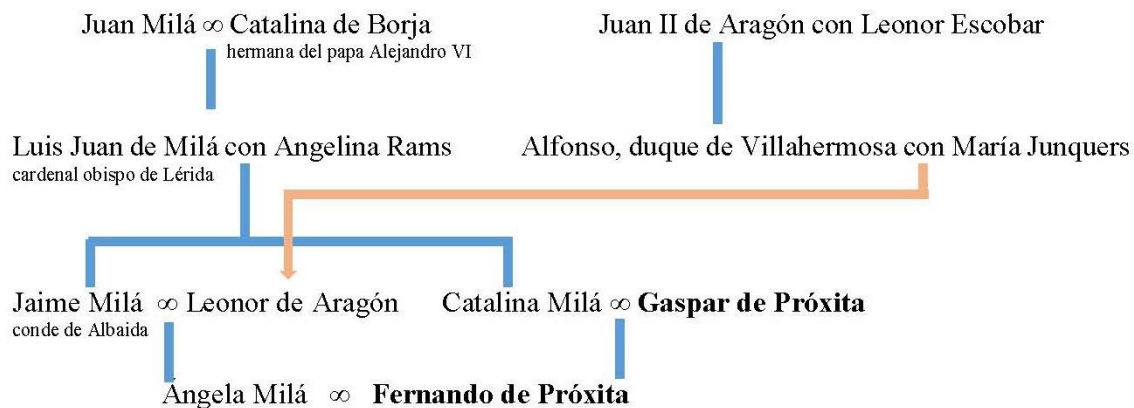 Juan Milá ∞ Catalina de Borja
hermana del papa Alejandro VI
Juan II de Aragón con Leonor Escobar
Luis Juan de Milá con Angelina Rams
cardenal obispo de Lérida
Alfonso, duque de Villahermosa con María Junquers
Jaime Milá ∞ Leonor de Aragón
conde de Albaida
Catalina Milá ∞ Gaspar de Próxita
Ángela Milá ∞ Fernando de Próxita